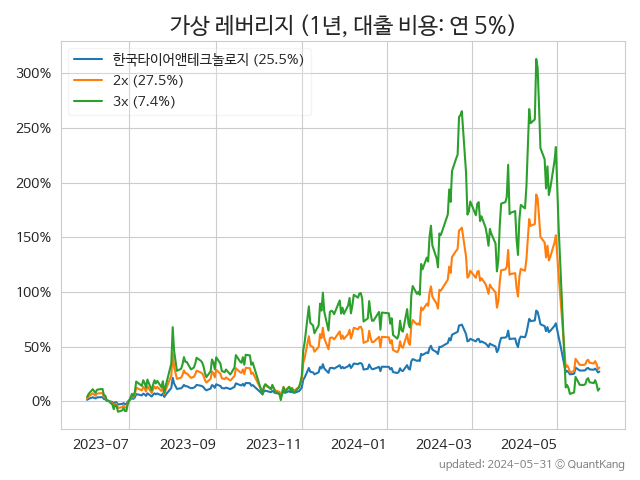 가상 레버리지 (1년, 대출 비용: 연 5%)
한국타이어앤테크놀로지 (25.5%)
2x (27.5%)
3x (7.4%)
300%
250%
200%
150%
100%
50%
0%
2023-07
2023-09
2023-11
2024-01
2024-03
2024-05
updated: 2024-05-31 © QuantKang